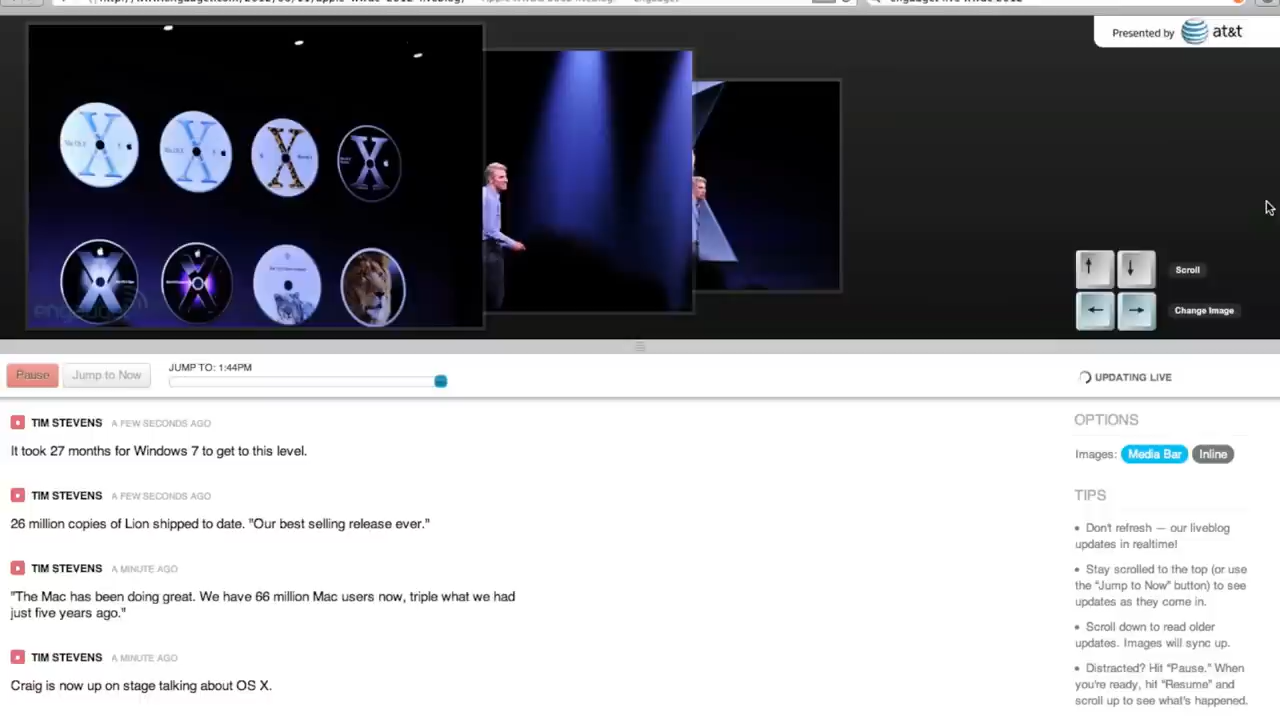 Presented by at&t
Scroll
Change Image
Pause
Jump to Now
JUMP TO: 1:44PM
UPDATING LIVE
TIM STEVENS A FEW SECONDS AGO
It took 27 months for Windows 7 to get to this level.
TIM STEVENS A FEW SECONDS AGO
26 million copies of Lion shipped to date. "Our best selling release ever."
TIM STEVENS A MINUTE AGO
"The Mac has been doing great. We have 66 million Mac users now, triple what we had
just five years ago."
TIM STEVENS A MINUTE AGO
Craig is now up on stage talking about OS X.
OPTIONS
Images: Media Bar Inline
TIPS
• Don't refresh — our liveblog
updates in realtime!
• Stay scrolled to the top (or use
the "Jump to Now" button) to see
updates as they come in.
• Scroll down to read older
updates. Images will sync up.
• Distracted? Hit "Pause." When
you're ready, hit "Resume" and
scroll up to see what's happened.